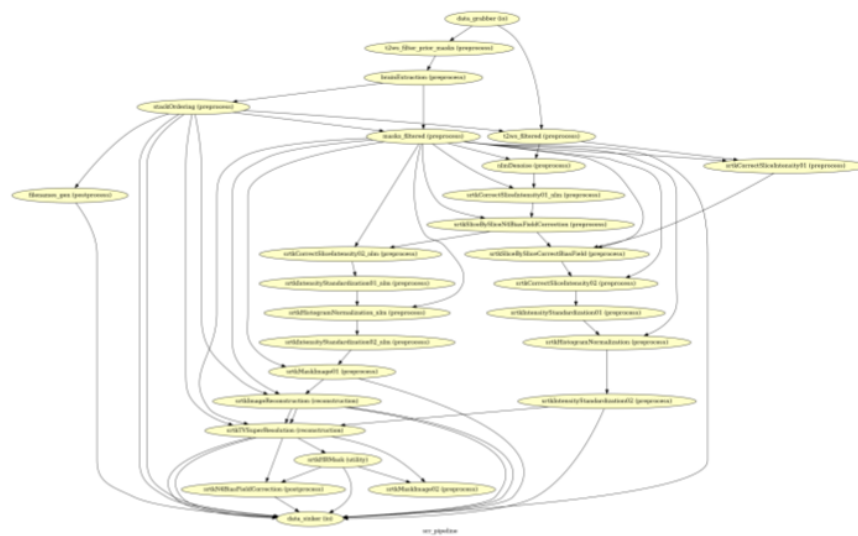 data_grabber (io)
t2ws_filter_prior_masks (preprocess)
brainExtraction (preprocess)
stackOrdering (preprocess)
masks_filtered (preprocess)
t2ws_filtered (preprocess)
nlmDenoise (preprocess)
srtkCorrectSliceIntensity01 (preprocess)
filenames_gen (postprocess)
srtkCorrectSliceIntensity01_nlm (preprocess)
srtkSliceBySliceN4BiasFieldCorrection (preprocess)
srtkCorrectSliceIntensity02_nlm (preprocess)
srtkSliceBySliceCorrectBiasField (preprocess)
srtkIntensityStandardization01_nlm (preprocess)
srtkCorrectSliceIntensity02 (preprocess)
srtkHistogramNormalization_nlm (preprocess)
srtkIntensityStandardization01 (preprocess)
srtkIntensityStandardization02_nlm (preprocess)
srtkHistogramNormalization (preprocess)
srtkMaskImage01 (preprocess)
srtkImageReconstruction (reconstruction)
srtkIntensityStandardization02 (preprocess)
srtkTVSuperResolution (reconstruction)
srtkHRMask (utility)
srtkN4BiasFieldCorrection (postprocess)
srtkMaskImage02 (preprocess)
data_sinker (io)
srr_pipeline